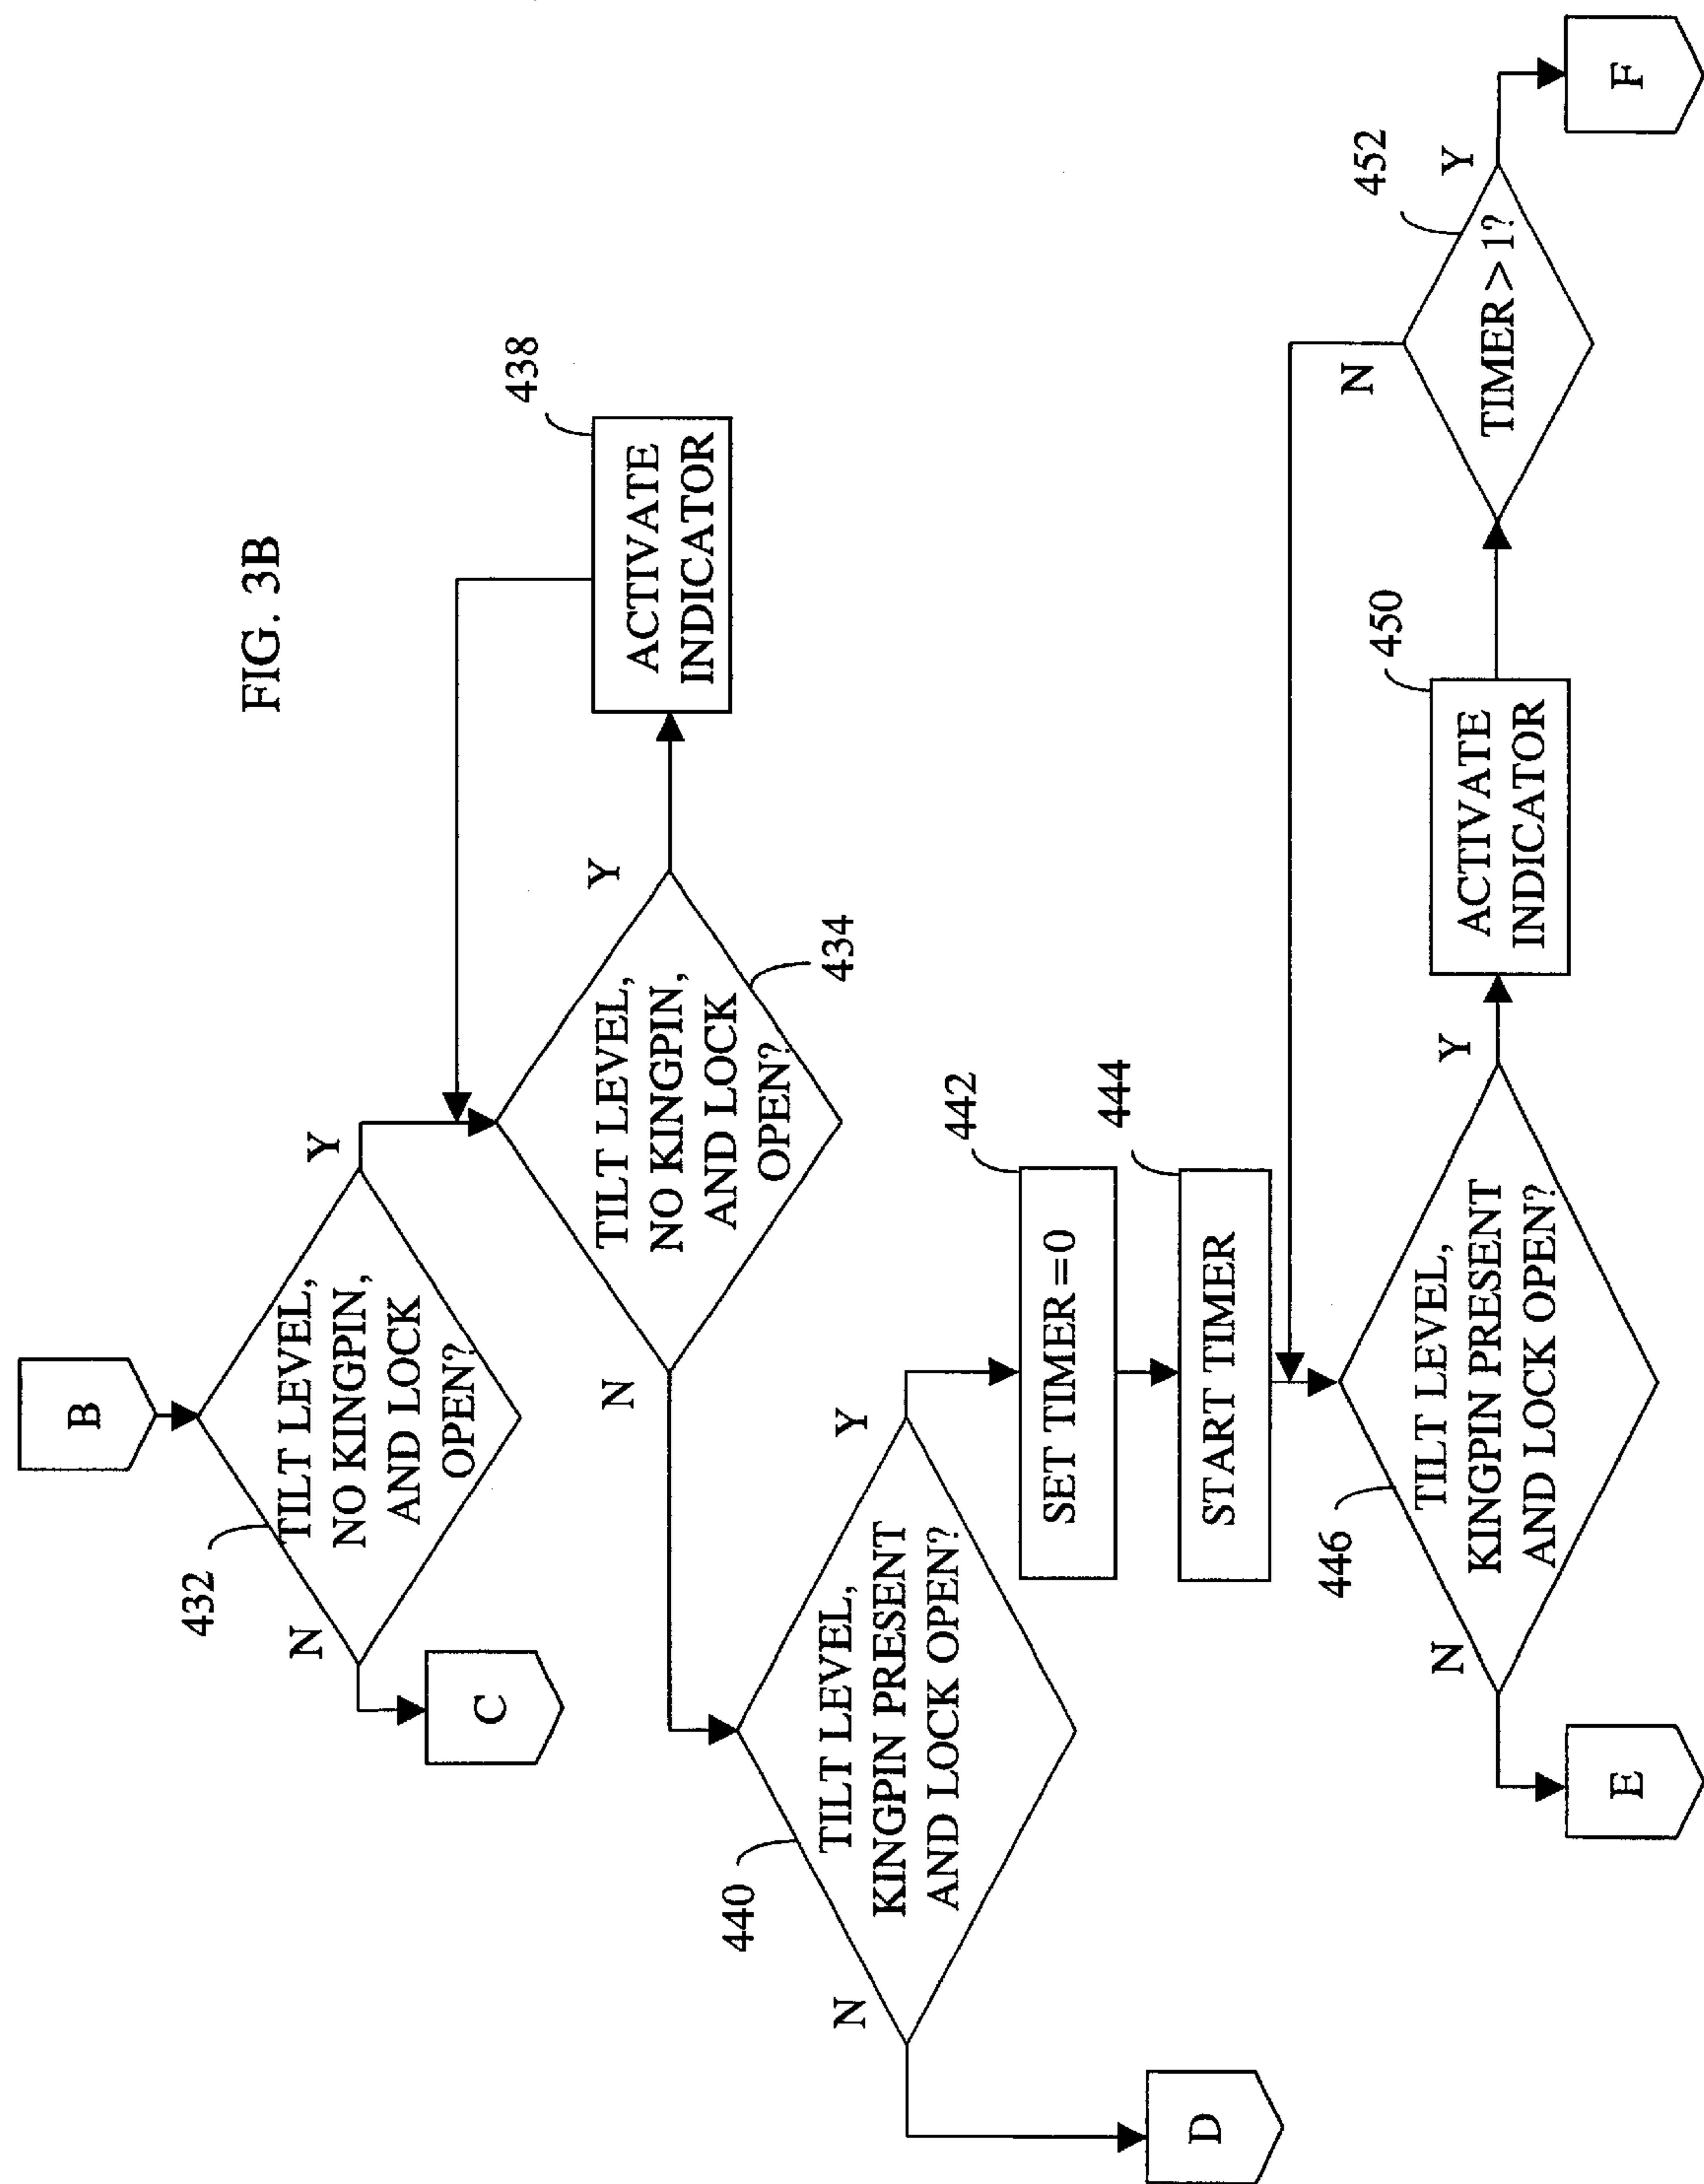 FIG. 3B
B
432
TILT LEVEL,
NO KINGPIN,
AND LOCK
OPEN?
N
Y
C
434
TILT LEVEL,
NO KINGPIN,
AND LOCK
OPEN?
N
Y
438
ACTIVATE
INDICATOR
440
TILT LEVEL,
KINGPIN PRESENT
AND LOCK OPEN?
N
Y
D
442
SET TIMER =0
444
START TIMER
446
TILT LEVEL,
KINGPIN PRESENT
AND LOCK OPEN?
N
Y
E
450
ACTIVATE
INDICATOR
452
TIMER > 1?
N
Y
F